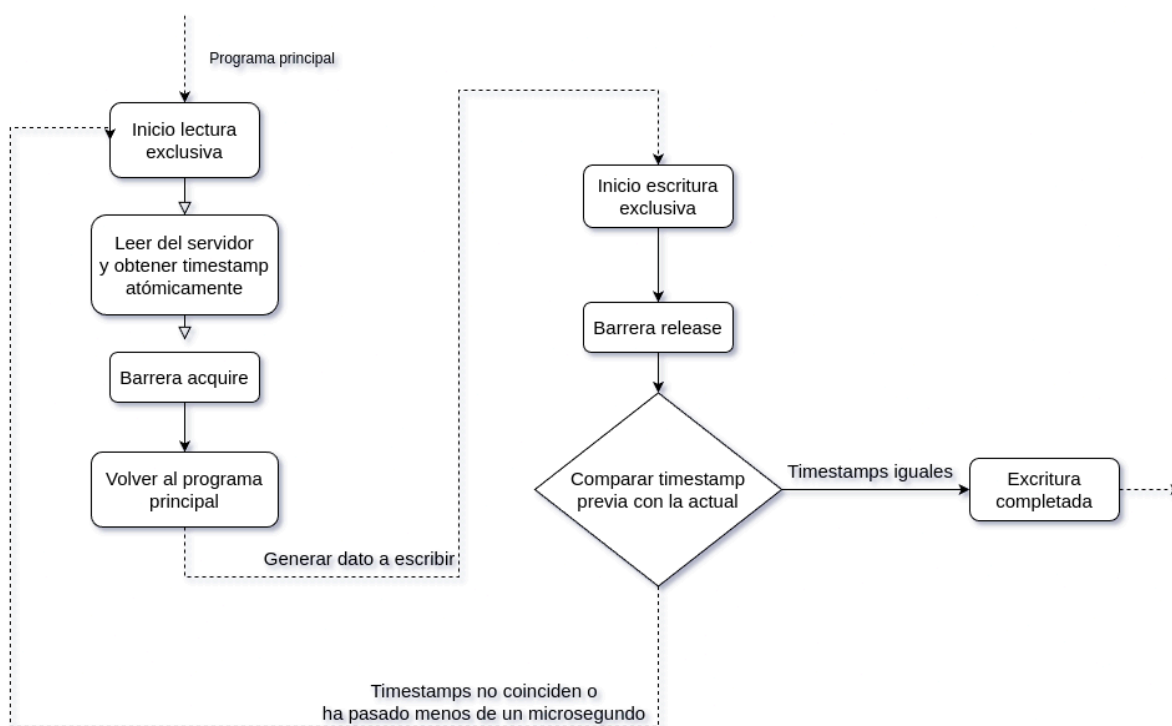 Programa principal
Inicio lectura
exclusiva
Leer del servidor
y obtener timestamp
atómicamente
Barrera acquire
Volver al programa
principal
Generar dato a escribir
Inicio escritura
exclusiva
Barrera release
Comparar timestamp
previa con la actual
Timestamps iguales
Excritura
completada
Timestamps no coinciden o
ha pasado menos de un microsegundo